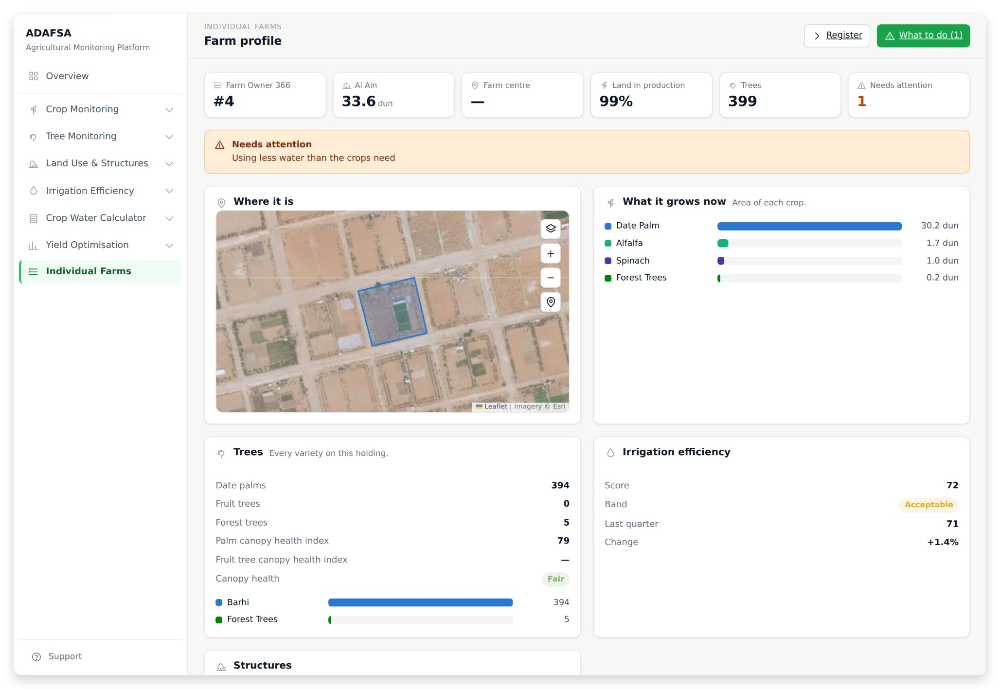 ADAFSA
Agricultural Monitoring Platform
Overview
Crop Monitoring
Tree Monitoring
Land Use & Structures
Irrigation Efficiency
Crop Water Calculator
Yield Optimisation
Individual Farms
Support
INDIVIDUAL FARMS
Farm profile
Register
What to do (1)
Farm Owner 366
#4
Al Ain
33.6 dun
Farm centre
—
Land in production
99%
Trees
399
Needs attention
1
Needs attention
Using less water than the crops need
Where it is
+
−
Leaflet | Imagery © Esri
What it grows now Area of each crop.
Date Palm 30.2 dun
Alfalfa 1.7 dun
Spinach 1.0 dun
Forest Trees 0.2 dun
Trees Every variety on this holding.
Date palms 394
Fruit trees 0
Forest trees 5
Palm canopy health index 79
Fruit tree canopy health index —
Canopy health Fair
Barhi 394
Forest Trees 5
Irrigation efficiency
Score 72
Band Acceptable
Last quarter 71
Change +1.4%
Structures